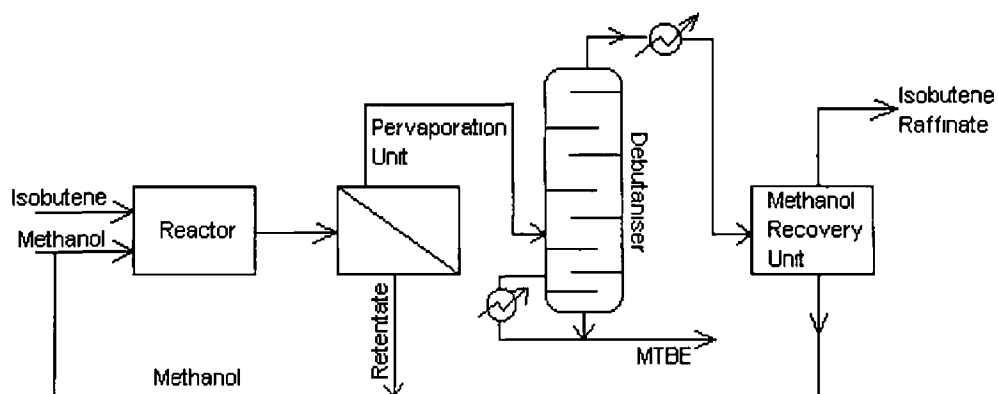 Isobutene
Methanol
Reactor
Pervaporation
Unit
Retentate
Methanol
Debutaniser
MTBE
Methanol
Recovery
Unit
Isobutene
Raffinate